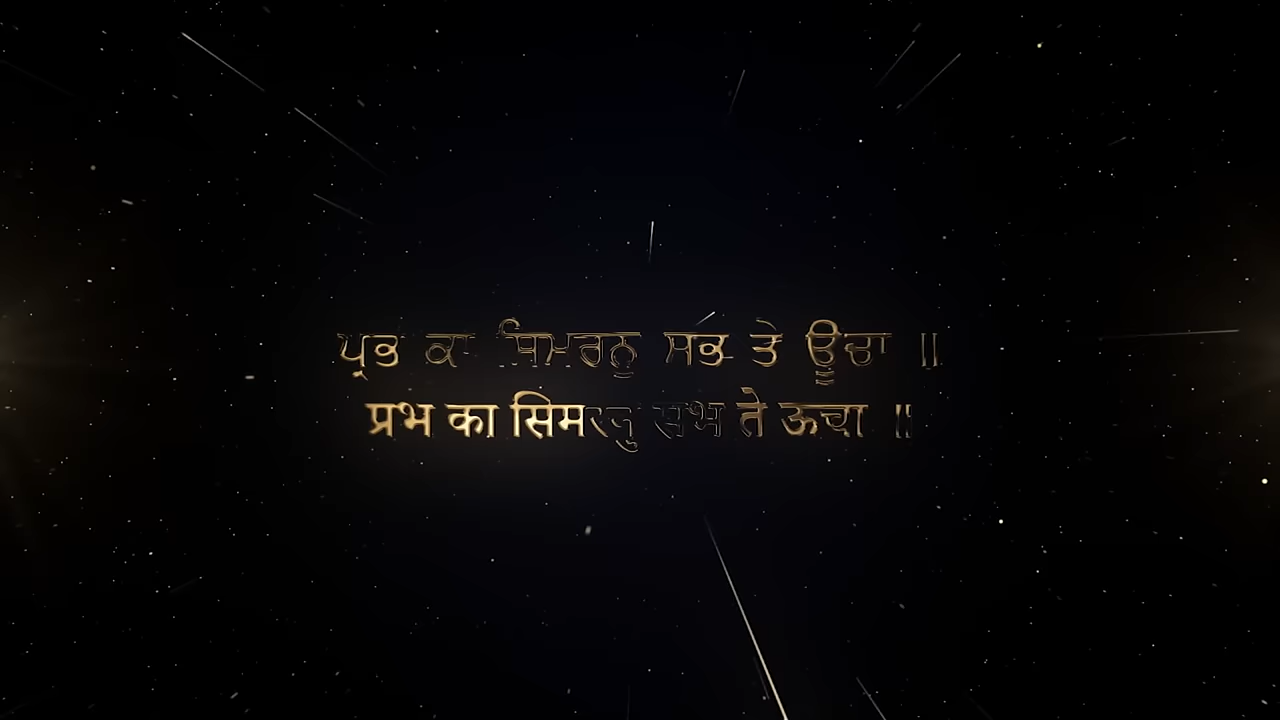 ਪ੍ਰਭ ਕਾ ਸਿਮਰਨੁ ਸਭ ਤੇ ਊਚਾ ॥
प्रभ का सिमरनु सभ ते ऊचा ॥